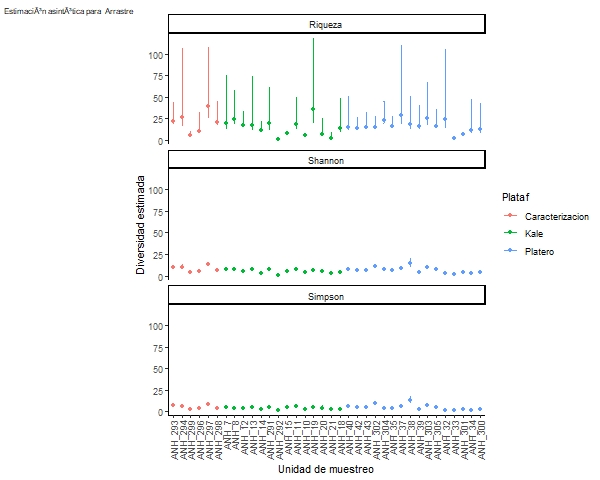 EstimaciÃ³n asintÃ³tica para Arrastre
Riqueza
100
75
50
25
0
Shannon
100
75
50
25
0
Simpson
100
75
50
25
0
Diversidad estimada
ANH_293
ANH_294
ANH_299
ANH_296
ANH_297
ANH_298
ANH_7
ANH_8
ANH_12
ANH_13
ANH_14
ANH_291
ANH_292
ANH_15
ANH_11
ANH_10
ANH_19
ANH_20
ANH_21
ANH_18
ANH_40
ANH_42
ANH_43
ANH_302
ANH_304
ANH_35
ANH_37
ANH_38
ANH_39
ANH_303
ANH_305
ANH_32
ANH_33
ANH_301
ANH_34
ANH_300
Unidad de muestreo
Plataf
Caracterizacion
Kale
Platero